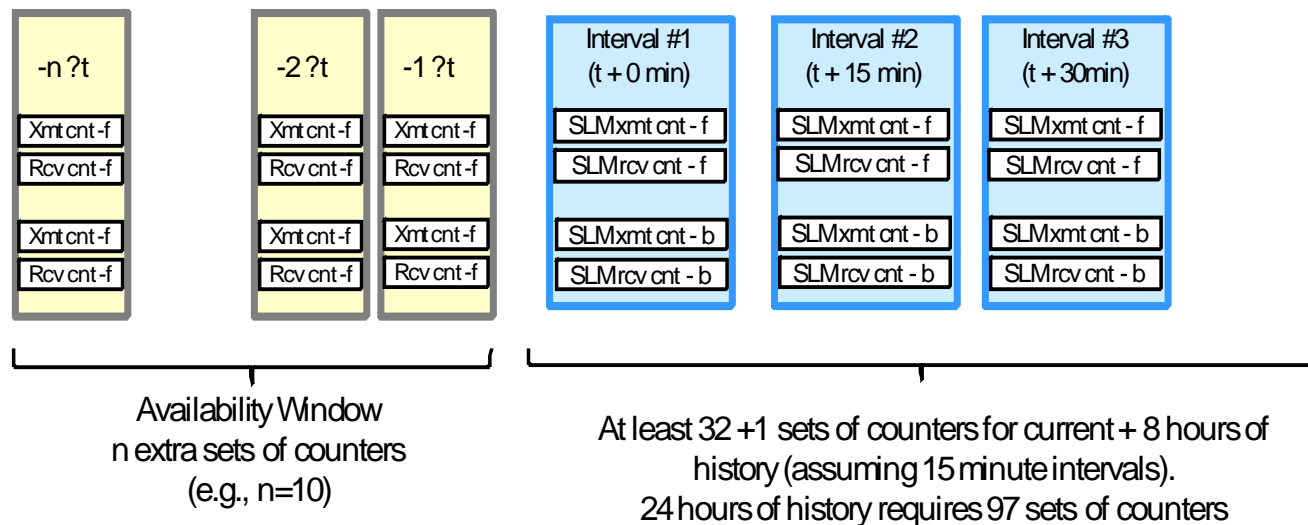 -n ?t
Xmt cnt -f
Rcv cnt -f
Xmt cnt -f
Rcv cnt -f
-2 ?t
Xmt cnt -f
Rcv cnt -f
Xmt cnt -f
Rcv cnt -f
-1 ?t
Xmt cnt -f
Rcv cnt -f
Xmt cnt -f
Rcv cnt -f
Interval #1
(t + 0 min)
SLMxmt cnt - f
SLMrcv cnt - f
SLMxmt cnt - b
SLMrcv cnt - b
Interval #2
(t + 15 min)
SLMxmt cnt - f
SLMrcv cnt - f
SLMxmt cnt - b
SLMrcv cnt - b
Interval #3
(t + 30min)
SLMxmt cnt - f
SLMrcv cnt - f
SLMxmt cnt - b
SLMrcv cnt - b
Availability Window
n extra sets of counters
(e.g., n=10)
At least 32 +1 sets of counters for current + 8 hours of
history (assuming 15 minute intervals).
24 hours of history requires 97 sets of counters